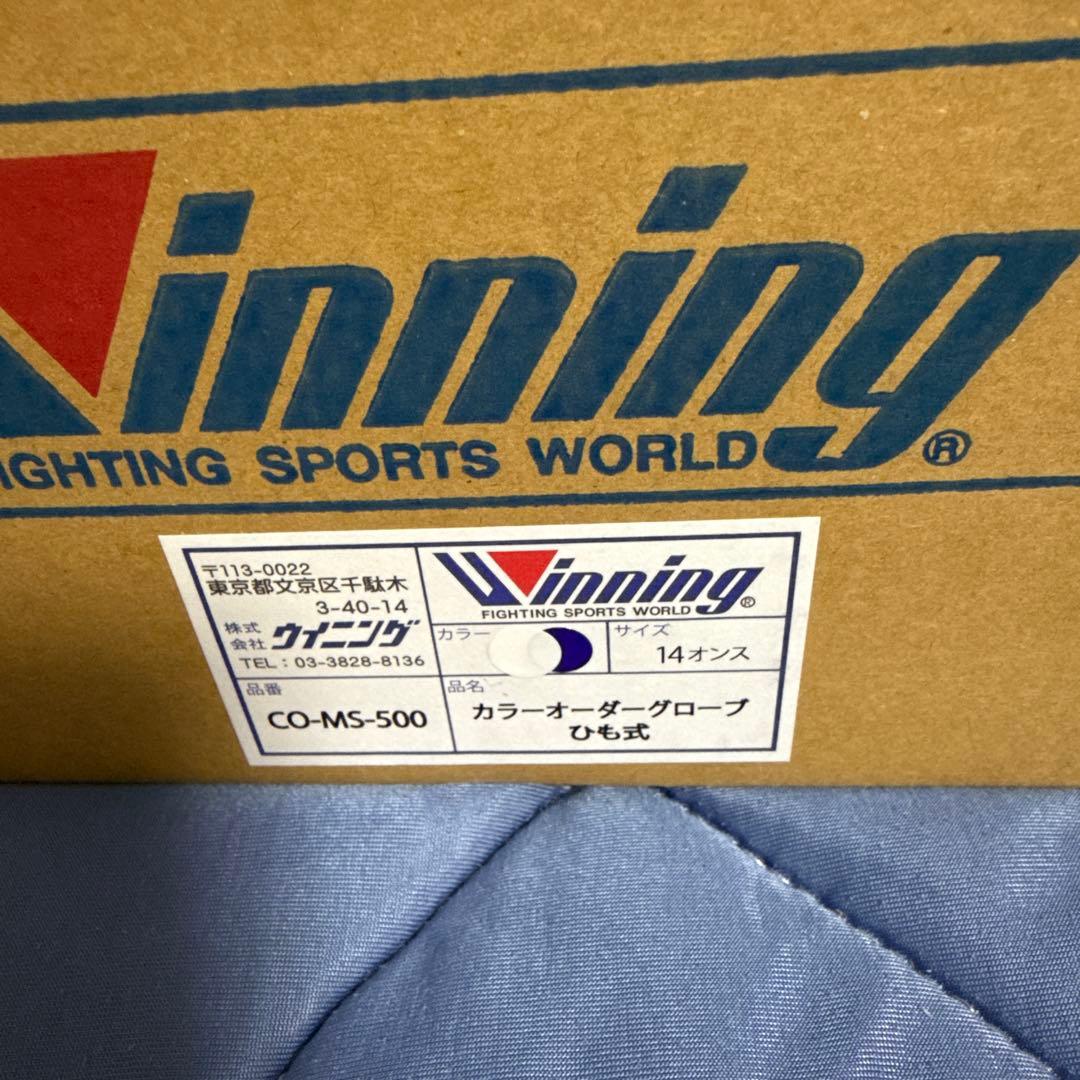 Winning
FIGHTING SPORTS WORLD®
〒113-0022
東京都文京区千駄木
3-40-14
株式会社 ウイニング
TEL：03-3828-8136
Winning®
FIGHTING SPORTS WORLD
カラー
サイズ
14オンス
品番
CO-MS-500
品名
カラーオーダーグローブ
ひも式